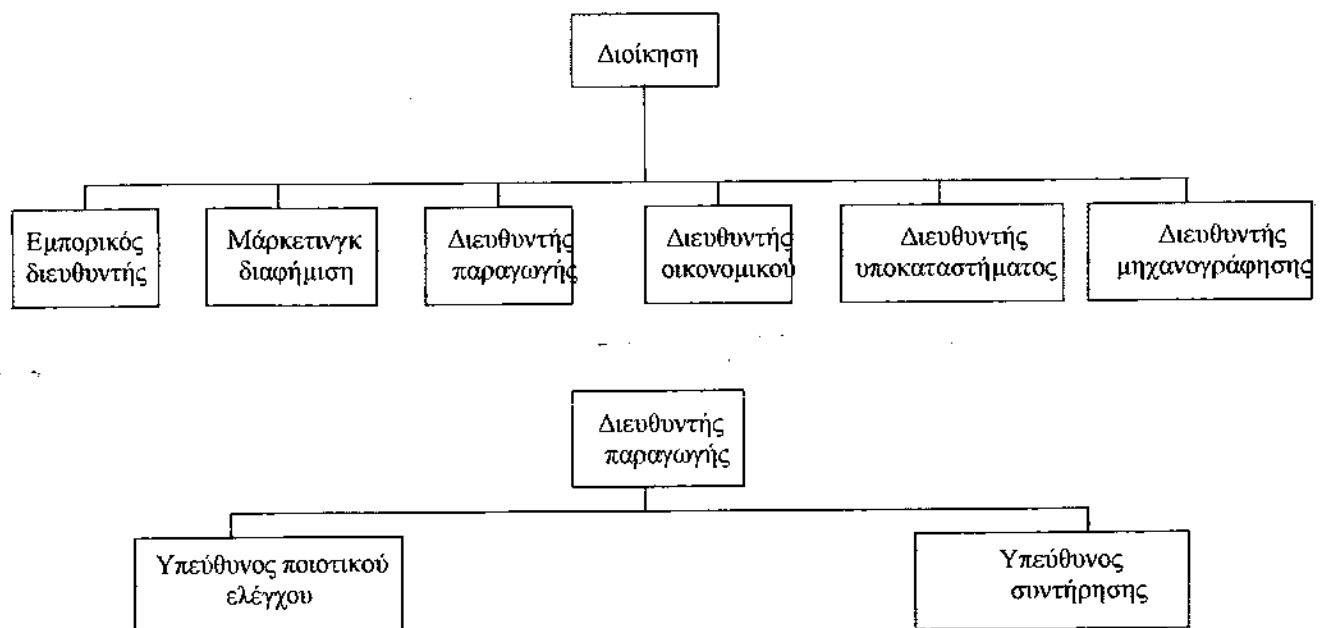 Διοίκηση
Εμπορικός
διευθυντής
Μάρκετινγκ
διαφήμιση
Διευθυντής
παραγωγής
Διευθυντής
οικονομικού
Διευθυντής
υποκαταστήματος
Διευθυντής
μηχανογράφησης
Διευθυντής
παραγωγής
Υπεύθυνος ποιοτικού
ελέγχου
Υπεύθυνος
συντήρησης